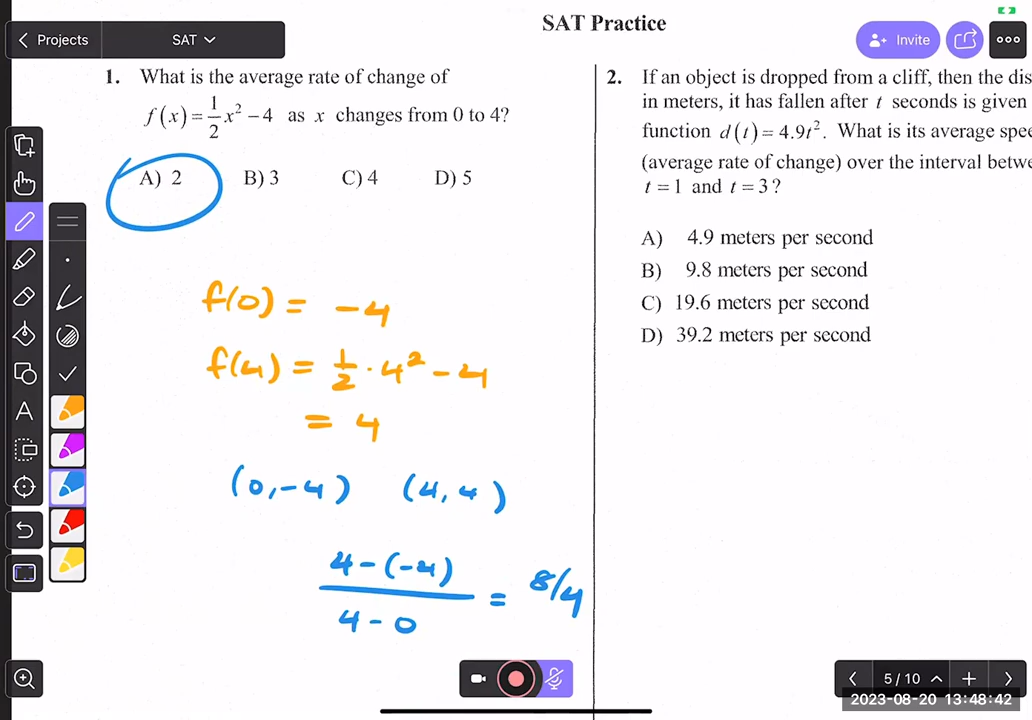 SAT Practice
Projects
SAT
Invite
1. What is the average rate of change of
f(x) = 1/2 x² − 4 as x changes from 0 to 4?
A) 2 B) 3 C) 4 D) 5
f(0) = -4
f(4) = 1/2 · 4² - 4
= 4
(0, -4) (4, 4)
4 - (-4) / 4 - 0 = 8/4
2. If an object is dropped from a cliff, then the dis
in meters, it has fallen after t seconds is given
function d(t) = 4.9t². What is its average spee
(average rate of change) over the interval betwe
t = 1 and t = 3?
A) 4.9 meters per second
B) 9.8 meters per second
C) 19.6 meters per second
D) 39.2 meters per second
A
5 / 10
2023-08-20 13:48:42